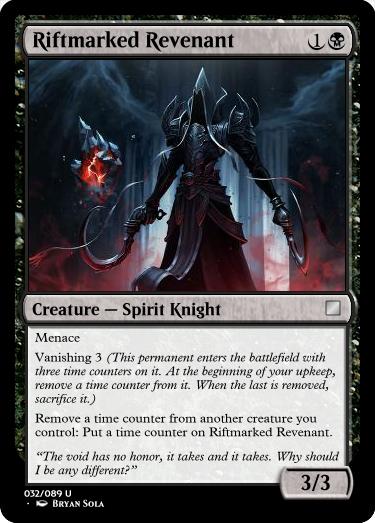 Riftmarked Revenant 1
Creature — Spirit Knight
Menace
Vanishing 3 (This permanent enters the battlefield with
three time counters on it. At the beginning of your upkeep,
remove a time counter from it. When the last is removed,
sacrifice it.)
Remove a time counter from another creature you
control: Put a time counter on Riftmarked Revenant.
"The void has no honor, it takes and it takes. Why should
I be any different?"
3/3
032/089 U
· Bryan Sola